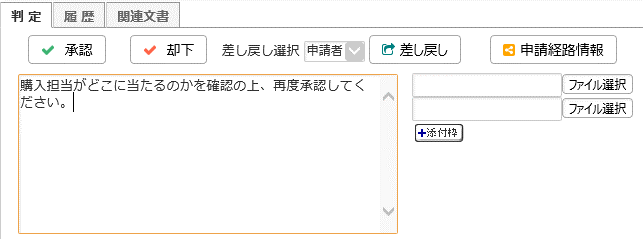 判 定 履 歴 関連文書
承認 却下 差し戻し選択 申請者 差し戻し 申請経路情報
購入担当がどこに当たるのかを確認の上、再度承認してく
ださい。
ファイル選択
ファイル選択
+添付枠